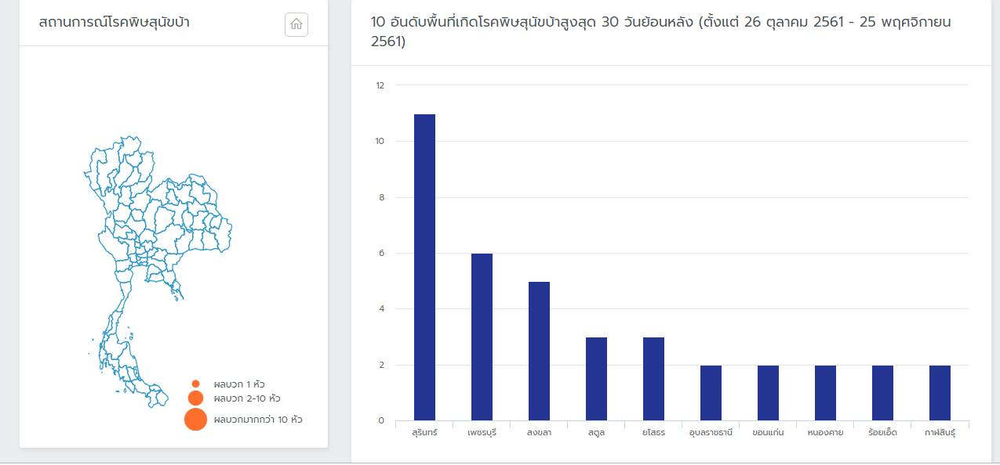 สถานการณ์โรคพิษสุนัขบ้า
ผลบวก 1 หัว
ผลบวก 2-10 หัว
ผลบวกมากกว่า 10 หัว
10 อันดับพื้นที่เกิดโรคพิษสุนัขบ้าสูงสุด 30 วันย้อนหลัง (ตั้งแต่ 26 ตุลาคม 2561 - 25 พฤศจิกายน
2561)
12
10
8
6
4
2
0
สุรินทร์ เพชรบุรี สงขลา สตูล ยโสธร อุบลราชธานี ขอนแก่น หนองคาย ร้อยเอ็ด กาฬสินธุ์